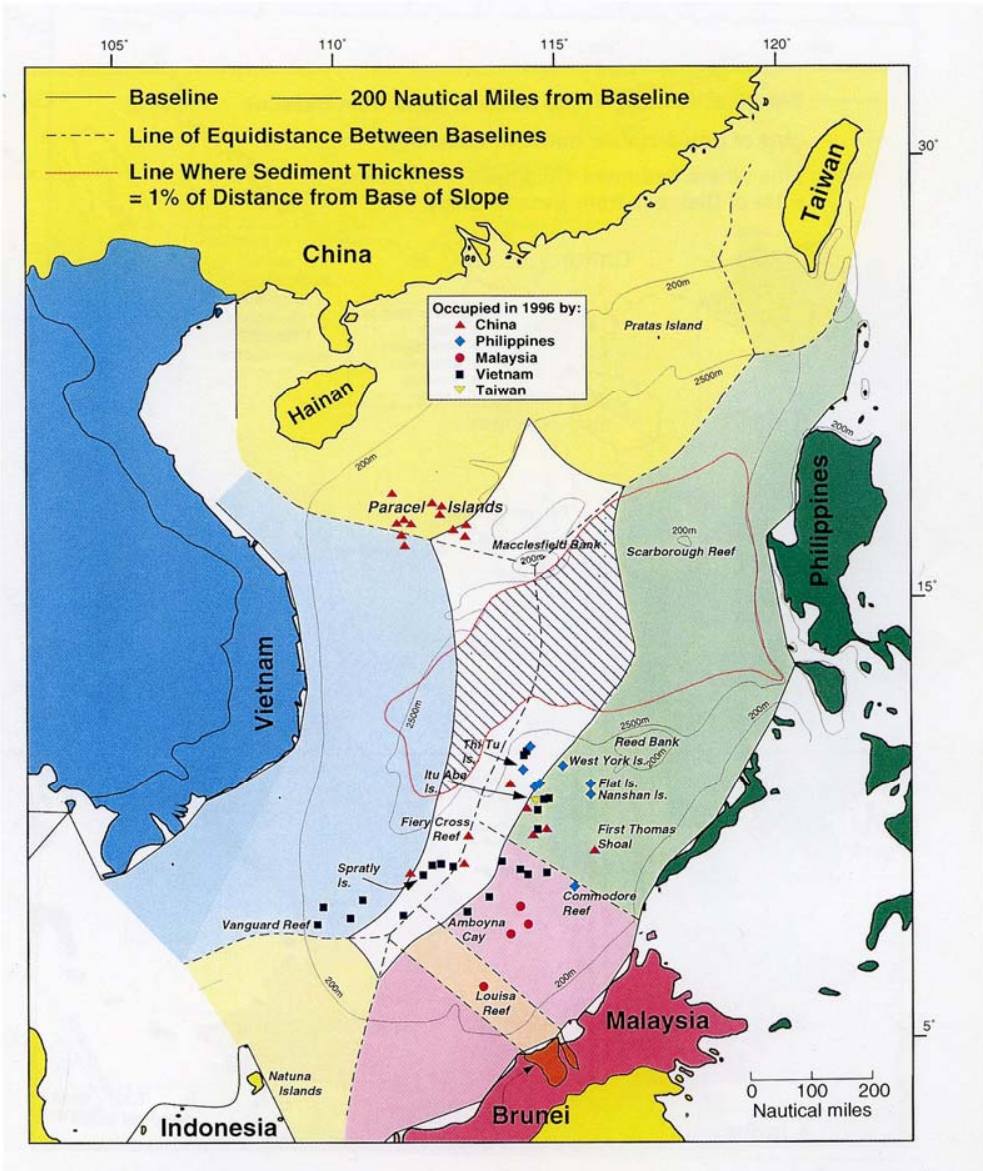 105°
110°
115°
120°
Baseline
200 Nautical Miles from Baseline
Line of Equidistance Between Baselines
Line Where Sediment Thickness
= 1% of Distance from Base of Slope
30°
Taiwan
China
200m
Occupied in 1996 by:
China
Philippines
Malaysia
Vietnam
Taiwan
Pratas Island
2500m
Hainan
200m
200m
Paracel Islands
Macclesfield Bank
200m
200m
Scarborough Reef
Philippines
15°
Vietnam
2500m
200m
2500m
Thi Tu
Is.
Reed Bank
200m
West York Is.
Itu Aba
Is.
Flat Is.
Nanshan Is.
Fiery Cross
Reef
First Thomas
Shoal
Spratly
Is.
Commodore
Reef
Vanguard Reef
Amboyna
Cay
200m
200m
Louisa
Reef
Malaysia
5°
Natuna
Islands
0 100 200
Nautical miles
Brunei
Indonesia